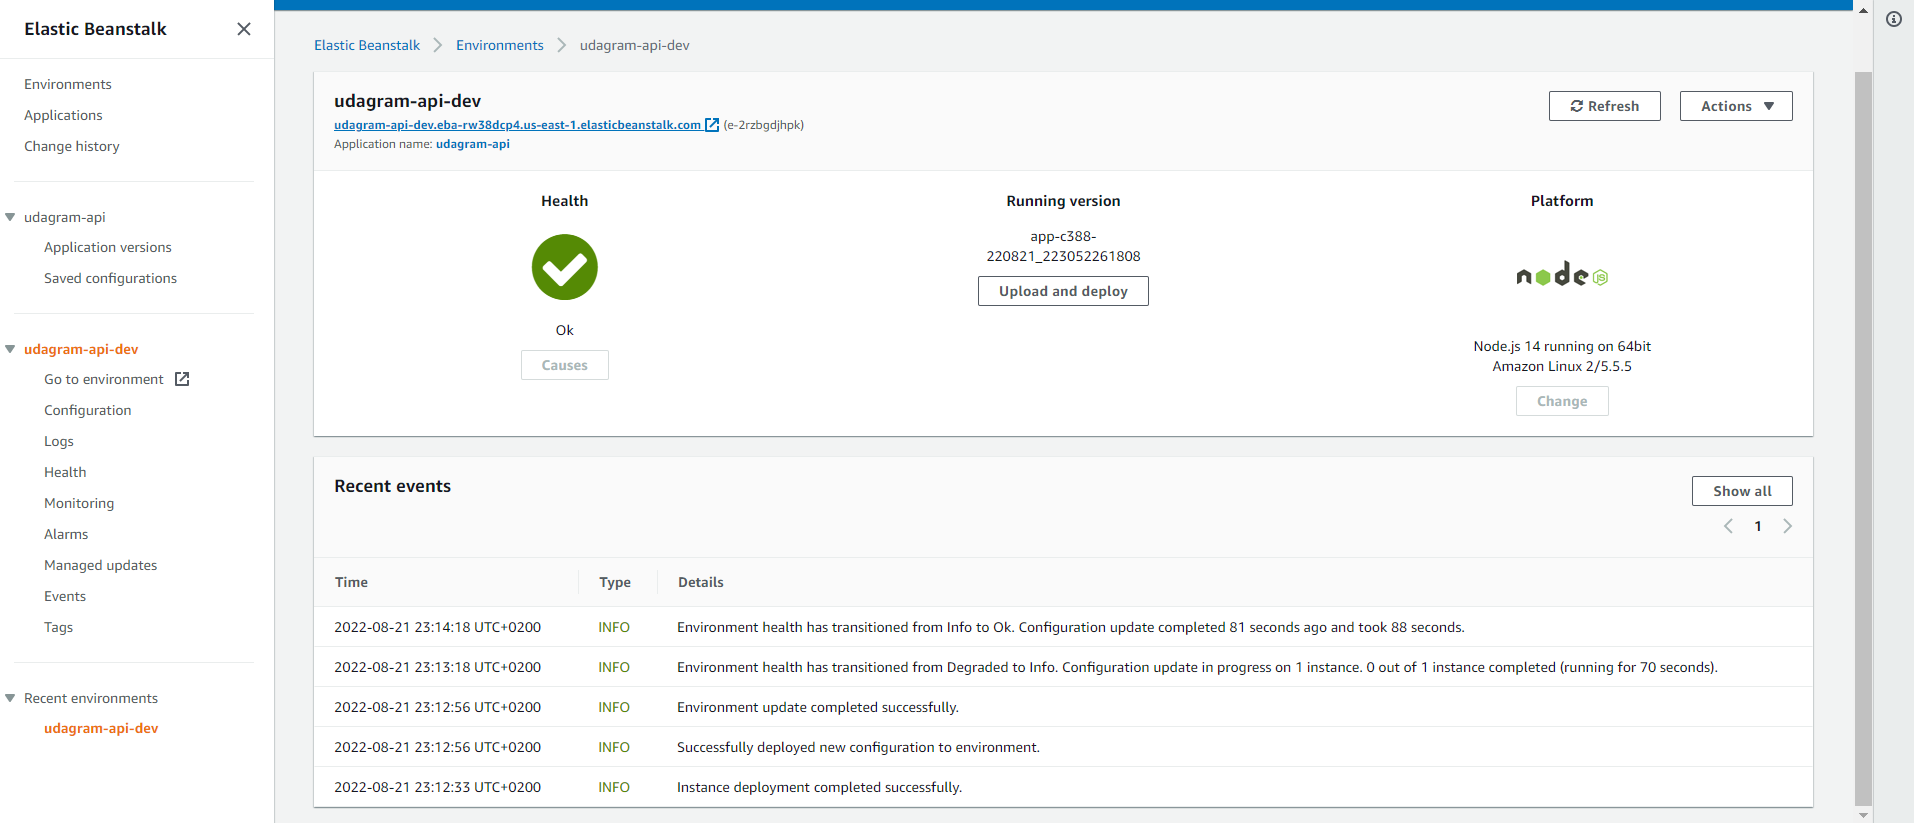 Elastic Beanstalk
Environments
Applications
Change history
udagram-api
Application versions
Saved configurations
udagram-api-dev
Go to environment
Configuration
Logs
Health
Monitoring
Alarms
Managed updates
Events
Tags
Recent environments
udagram-api-dev
Elastic Beanstalk Environments udagram-api-dev
udagram-api-dev
udagram-api-dev.eba-rw38dcp4.us-east-1.elasticbeanstalk.com (e-2rzbgdjhpk)
Application name: udagram-api
Refresh
Actions
Health
Ok
Causes
Running version
app-c388-
220821_223052261808
Upload and deploy
Platform
node JS
Node.js 14 running on 64bit
Amazon Linux 2/5.5.5
Change
Recent events
Show all
1
Time Type Details
2022-08-21 23:14:18 UTC+0200 INFO Environment health has transitioned from Info to Ok. Configuration update completed 81 seconds ago and took 88 seconds.
2022-08-21 23:13:18 UTC+0200 INFO Environment health has transitioned from Degraded to Info. Configuration update in progress on 1 instance. 0 out of 1 instance completed (running for 70 seconds).
2022-08-21 23:12:56 UTC+0200 INFO Environment update completed successfully.
2022-08-21 23:12:56 UTC+0200 INFO Successfully deployed new configuration to environment.
2022-08-21 23:12:33 UTC+0200 INFO Instance deployment completed successfully.